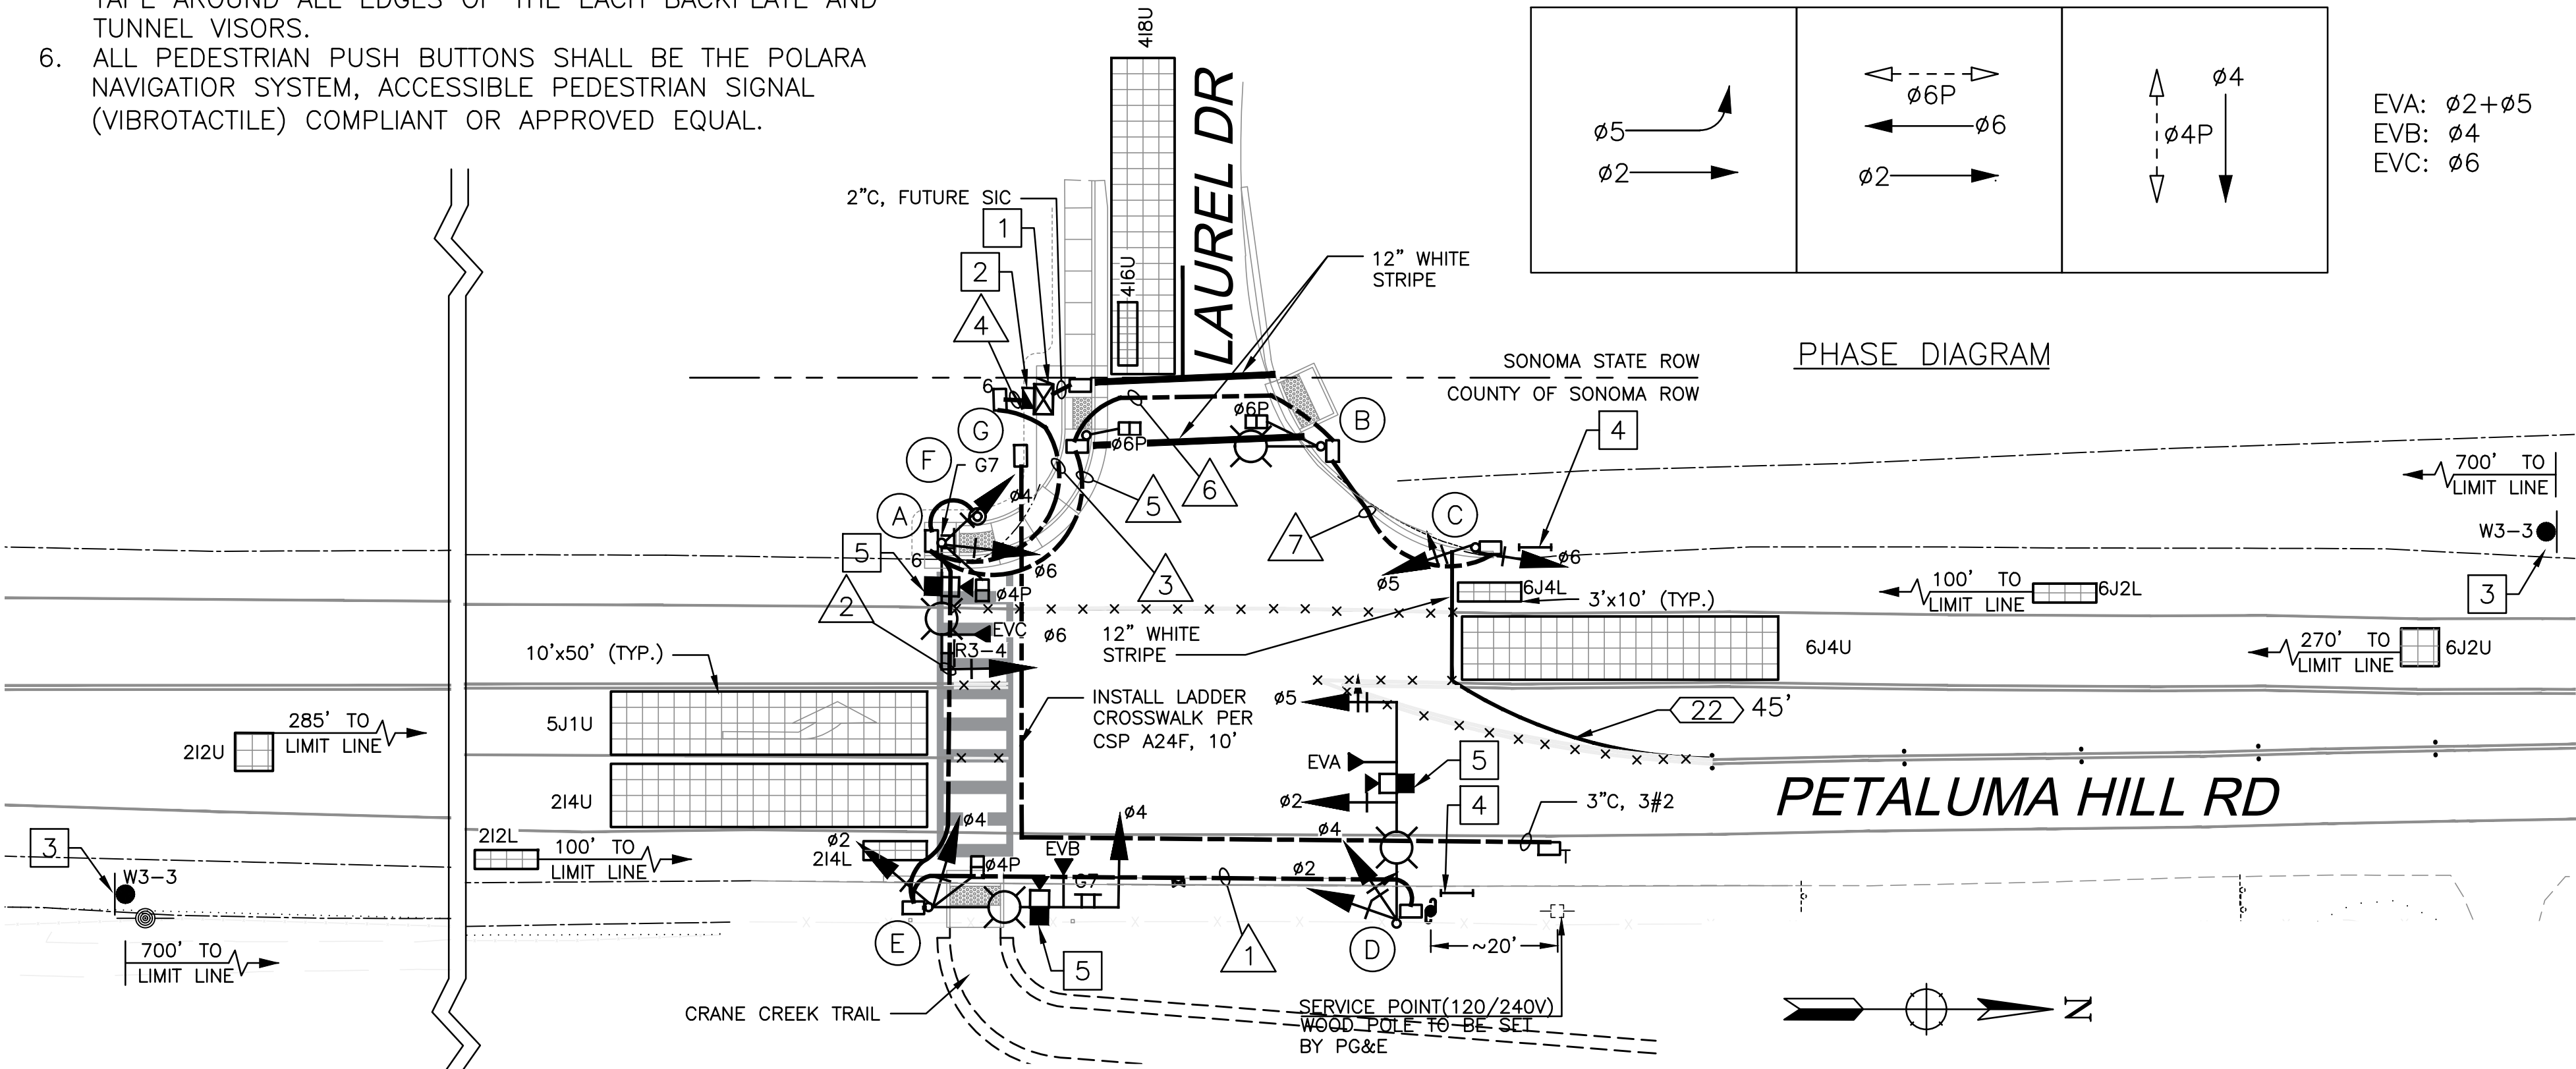 TAPE AROUND ALL EDGES OF THE EACH BACKPLATE AND
TUNNEL VISORS.
6. ALL PEDESTRIAN PUSH BUTTONS SHALL BE THE POLARA
NAVIGATIOR SYSTEM, ACCESSIBLE PEDESTRIAN SIGNAL
(VIBROTACTILE) COMPLIANT OR APPROVED EQUAL.
418U
416U
LAUREL DR
ø5
ø2
ø6P
ø6
ø2
ø4
ø4P
EVA: ø2+ø5
EVB: ø4
EVC: ø6
PHASE DIAGRAM
2"C, FUTURE SIC
1
2
4
12" WHITE
STRIPE
SONOMA STATE ROW
COUNTY OF SONOMA ROW
4
6
G
F
G7
A
5
6
2
ø4
ø6P
ø6P
B
5
6
7
3
C
ø5
ø6
ø6
ø4P
EVC
ø6
R3-4
12" WHITE
STRIPE
6J4L
3'x10' (TYP.)
6J4U
100' TO
LIMIT LINE
6J2L
270' TO
LIMIT LINE
6J2U
700' TO
LIMIT LINE
W3-3
3
10'x50' (TYP.)
5J1U
2I4U
285' TO
LIMIT LINE
2I2U
INSTALL LADDER
CROSSWALK PER
CSP A24F, 10'
ø5
EVA
5
ø2
4
22
45'
PETALUMA HILL RD
3"C, 3#2
T
3
W3-3
2I2L
100' TO
LIMIT LINE
ø2
2I4L
ø4
ø4P
EVB
G7
ø4
ø4
ø2
700' TO
LIMIT LINE
E
5
1
D
~20'
CRANE CREEK TRAIL
SERVICE POINT(120/240V)
WOOD POLE TO BE SET
BY PG&E
N